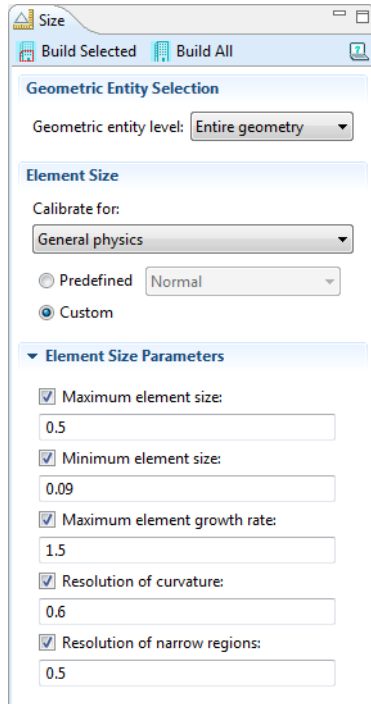 Size
Build Selected Build All
Geometric Entity Selection
Geometric entity level: Entire geometry
Element Size
Calibrate for:
General physics
Predefined Normal
Custom
Element Size Parameters
Maximum element size:
0.5
Minimum element size:
0.09
Maximum element growth rate:
1.5
Resolution of curvature:
0.6
Resolution of narrow regions:
0.5